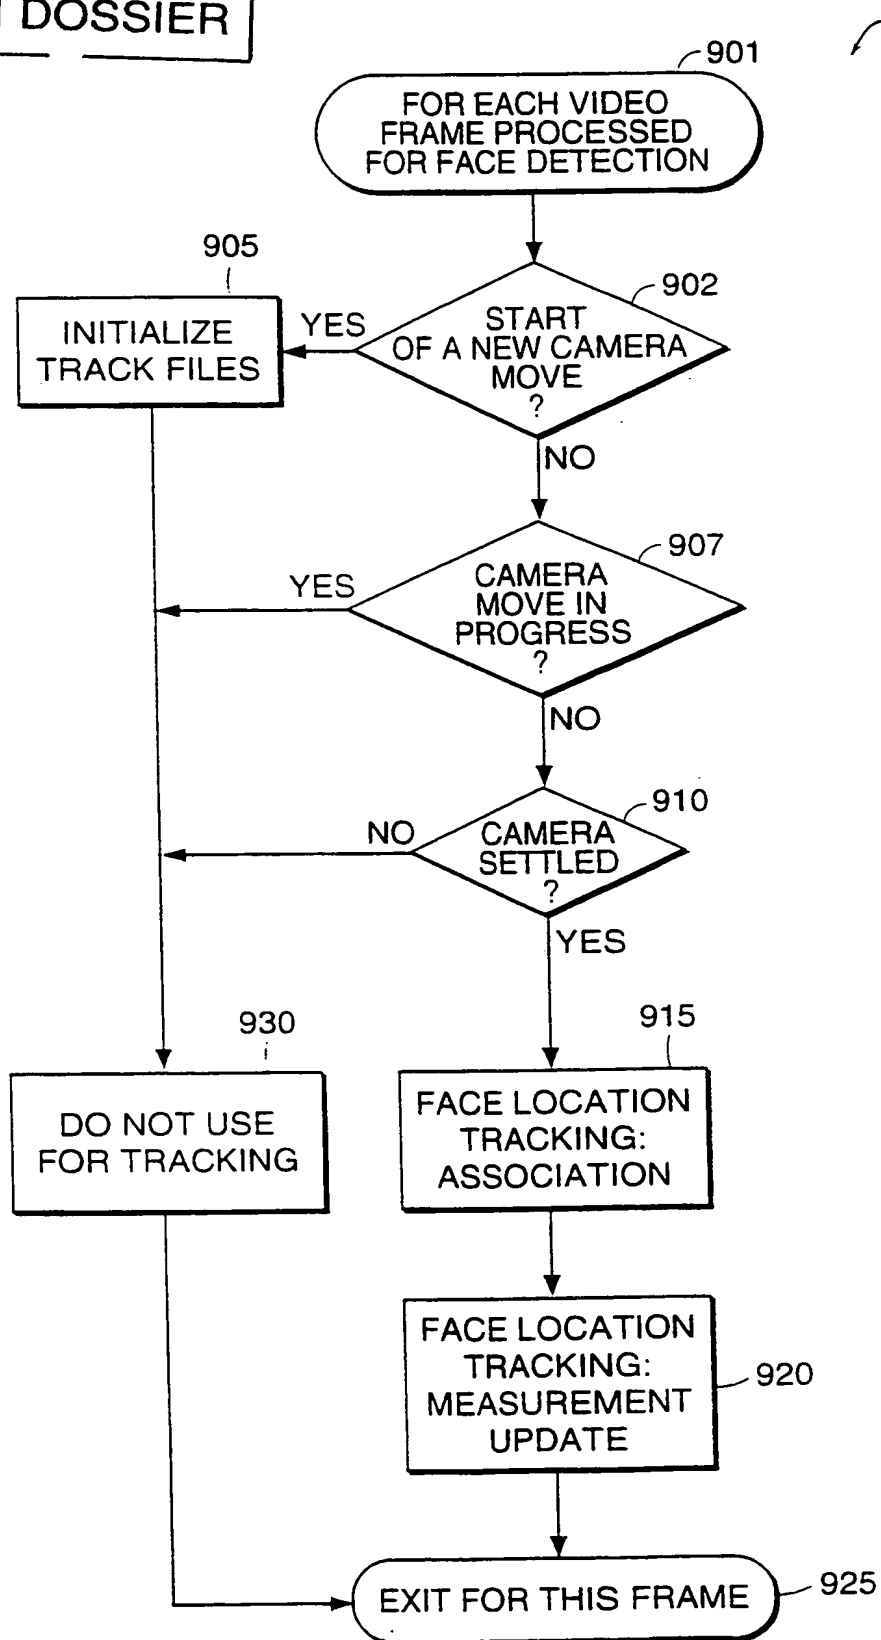 DOSSIER
901
FOR EACH VIDEO
FRAME PROCESSED
FOR FACE DETECTION
905
902
INITIALIZE
TRACK FILES
YES
START
OF A NEW CAMERA
MOVE
?
NO
907
YES
CAMERA
MOVE IN
PROGRESS
?
NO
910
NO
CAMERA
SETTLED
?
YES
930
915
DO NOT USE
FOR TRACKING
FACE LOCATION
TRACKING:
ASSOCIATION
FACE LOCATION
TRACKING:
MEASUREMENT
UPDATE
920
EXIT FOR THIS FRAME
925